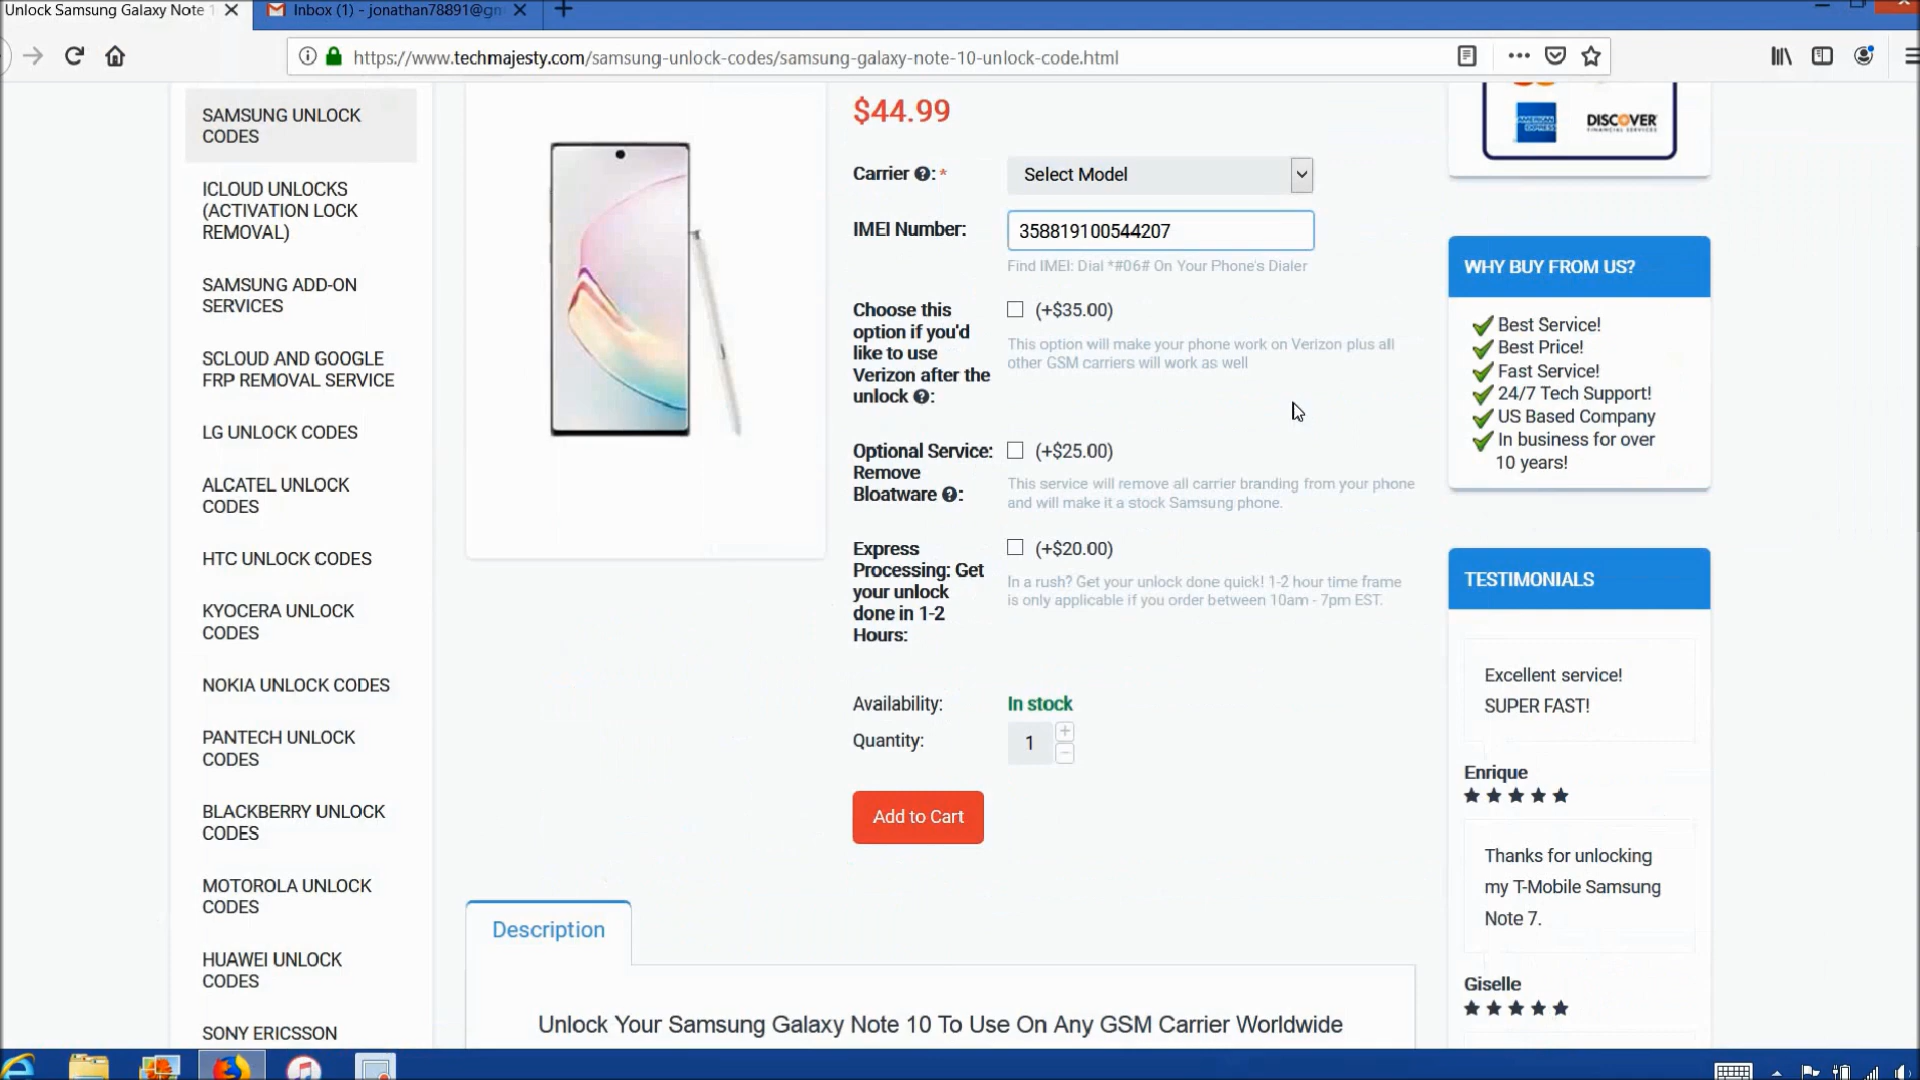 Unlock Samsung Galaxy Note 1
Inbox (1) - jonathan78891@gm
https://www.techmajesty.com/samsung-unlock-codes/samsung-galaxy-note-10-unlock-code.html
SAMSUNG UNLOCK
CODES
ICLOUD UNLOCKS
(ACTIVATION LOCK
REMOVAL)
SAMSUNG ADD-ON
SERVICES
SCLOUD AND GOOGLE
FRP REMOVAL SERVICE
LG UNLOCK CODES
ALCATEL UNLOCK
CODES
HTC UNLOCK CODES
KYOCERA UNLOCK
CODES
NOKIA UNLOCK CODES
PANTECH UNLOCK
CODES
BLACKBERRY UNLOCK
CODES
MOTOROLA UNLOCK
CODES
HUAWEI UNLOCK
CODES
SONY ERICSSON
$44.99
Carrier ?: *
Select Model
IMEI Number:
358819100544207
Find IMEI: Dial *#06# On Your Phone's Dialer
Choose this
option if you'd
like to use
Verizon after the
unlock ?:
(+$35.00)
This option will make your phone work on Verizon plus all
other GSM carriers will work as well
Optional Service:
Remove
Bloatware ?:
(+$25.00)
This service will remove all carrier branding from your phone
and will make it a stock Samsung phone.
Express
Processing: Get
your unlock
done in 1-2
Hours:
(+$20.00)
In a rush? Get your unlock done quick! 1-2 hour time frame
is only applicable if you order between 10am - 7pm EST.
Availability:
In stock
Quantity:
1
Add to Cart
Description
Unlock Your Samsung Galaxy Note 10 To Use On Any GSM Carrier Worldwide
AMERICAN
EXPRESS
DISCOVER
FINANCIAL SERVICES
WHY BUY FROM US?
Best Service!
Best Price!
Fast Service!
24/7 Tech Support!
US Based Company
In business for over
10 years!
TESTIMONIALS
Excellent service!
SUPER FAST!
Enrique
Thanks for unlocking
my T-Mobile Samsung
Note 7.
Giselle